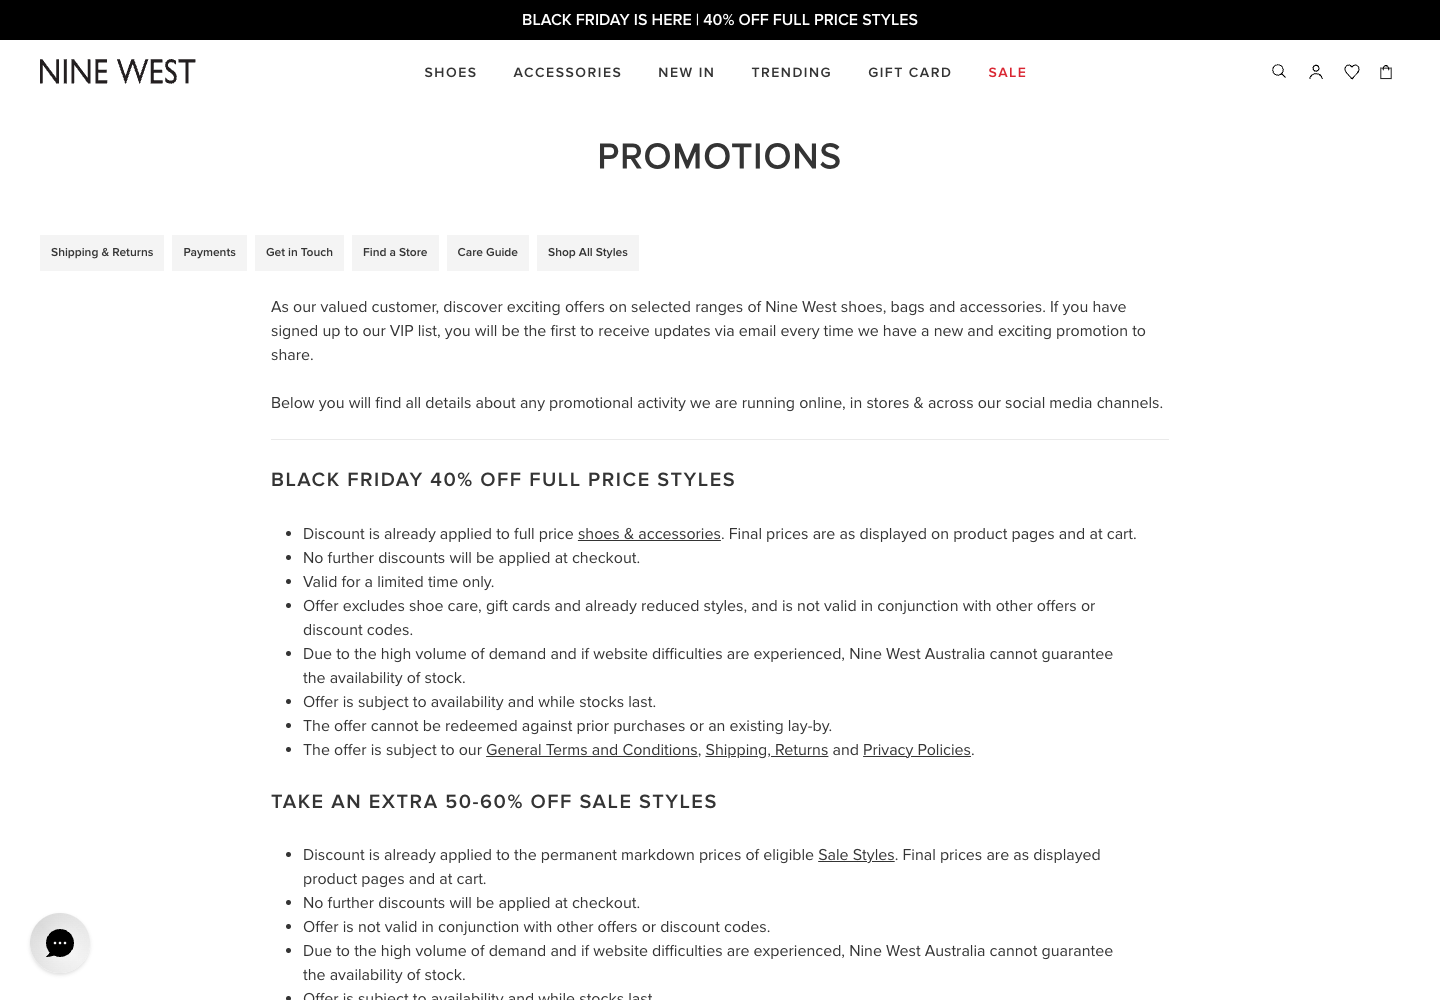 BLACK FRIDAY IS HERE | 40% OFF FULL PRICE STYLES
NINE WEST
SHOES ACCESSORIES NEW IN TRENDING GIFT CARD SALE
PROMOTIONS
Shipping & Returns Payments Get in Touch Find a Store Care Guide Shop All Styles
As our valued customer, discover exciting offers on selected ranges of Nine West shoes, bags and accessories. If you have
signed up to our VIP list, you will be the first to receive updates via email every time we have a new and exciting promotion to
share.
Below you will find all details about any promotional activity we are running online, in stores & across our social media channels.
BLACK FRIDAY 40% OFF FULL PRICE STYLES
• Discount is already applied to full price shoes & accessories. Final prices are as displayed on product pages and at cart.
• No further discounts will be applied at checkout.
• Valid for a limited time only.
• Offer excludes shoe care, gift cards and already reduced styles, and is not valid in conjunction with other offers or
discount codes.
• Due to the high volume of demand and if website difficulties are experienced, Nine West Australia cannot guarantee
the availability of stock.
• Offer is subject to availability and while stocks last.
• The offer cannot be redeemed against prior purchases or an existing lay-by.
• The offer is subject to our General Terms and Conditions, Shipping, Returns and Privacy Policies.
TAKE AN EXTRA 50-60% OFF SALE STYLES
• Discount is already applied to the permanent markdown prices of eligible Sale Styles. Final prices are as displayed
product pages and at cart.
• No further discounts will be applied at checkout.
• Offer is not valid in conjunction with other offers or discount codes.
• Due to the high volume of demand and if website difficulties are experienced, Nine West Australia cannot guarantee
the availability of stock.
• Offer is subject to availability and while stocks last.